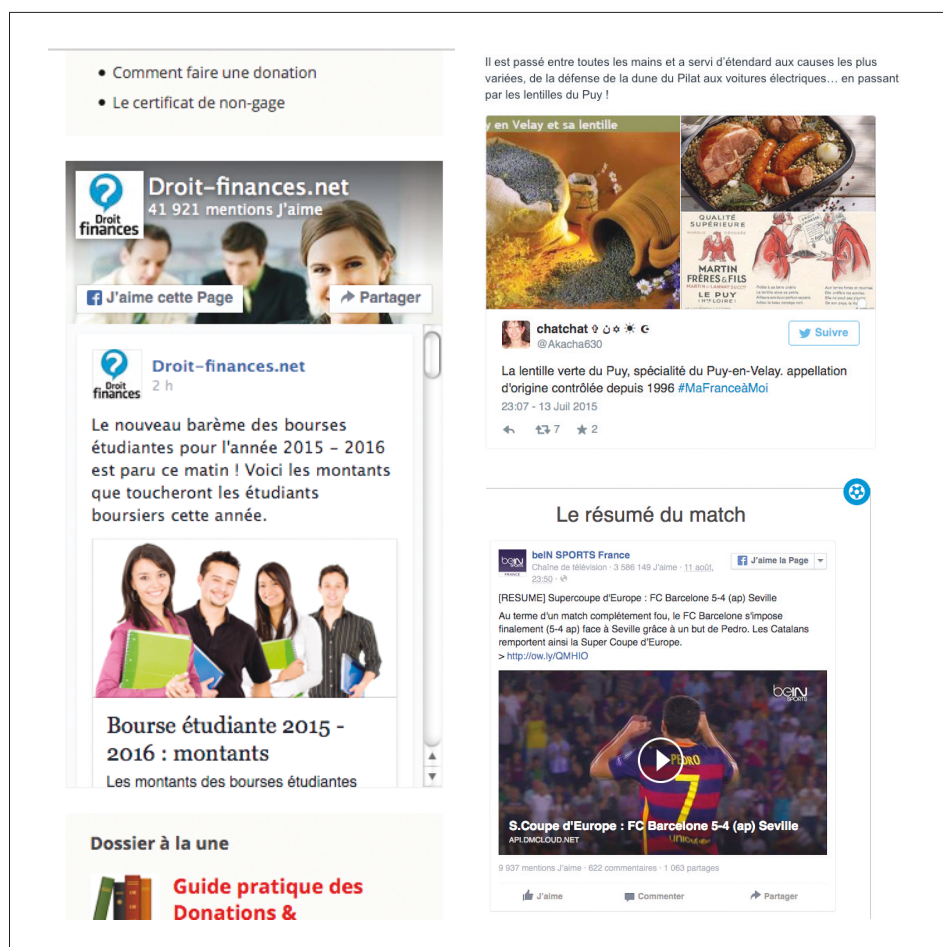 • Comment faire une donation
• Le certificat de non-gage
Droit
finances
Droit-finances.net
41 921 mentions J'aime
J'aime cette Page
Partager
Droit
finances
Droit-finances.net
2 h
Le nouveau barème des bourses
étudiantes pour l'année 2015 – 2016
est paru ce matin ! Voici les montants
que toucheront les étudiants
boursiers cette année.
Bourse étudiante 2015 -
2016 : montants
Les montants des bourses étudiantes
Dossier à la une
Guide pratique des
Donations &
Il est passé entre toutes les mains et a servi d'étendard aux causes les plus
variées, de la défense de la dune du Pilat aux voitures électriques… en passant
par les lentilles du Puy !
y en Velay et sa lentille
QUALITÉ
SUPÉRIEURE
MARTIN
FRÈRES & FILS
LE PUY
(HTE LOIRE)
chatchat
@Akacha630
Suivre
La lentille verte du Puy, spécialité du Puy-en-Velay. appellation
d'origine contrôlée depuis 1996 #MaFranceàMoi
23:07 - 13 Juil 2015
7 2
Le résumé du match
beIN
SPORTS
FRANCE
beIN SPORTS France
Chaîne de télévision · 3 586 149 J'aime · 11 août,
23:50 ·
J'aime la Page
[RESUME] Supercoupe d'Europe : FC Barcelone 5-4 (ap) Seville
Au terme d'un match complétement fou, le FC Barcelone s'impose
finalement (5-4 ap) face à Seville grâce à un but de Pedro. Les Catalans
remportent ainsi la Super Coupe d'Europe.
> http://ow.ly/QMHIO
beIN
SPORTS
PEDRO
7
S.Coupe d'Europe : FC Barcelone 5-4 (ap) Seville
API.DMCLOUD.NET
unicef
9 937 mentions J'aime · 622 commentaires · 1 063 partages
J'aime
Commenter
Partager